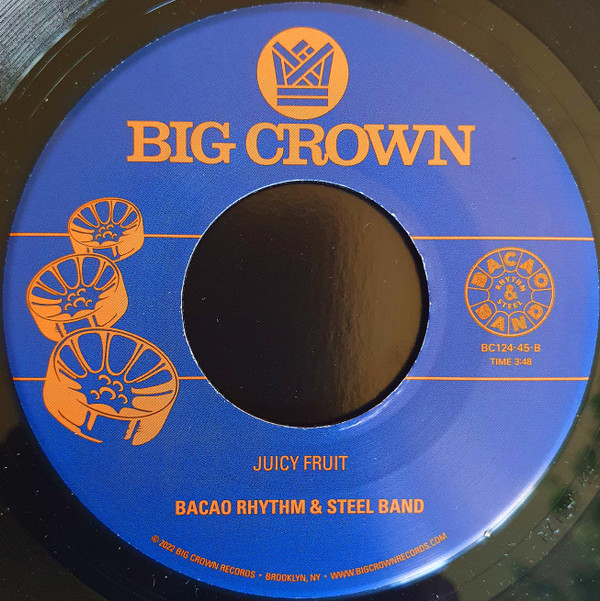 BIG CROWN
BACAO
RHYTHM
&
STEEL
BAND
BC124-45-B
TIME 3:48
JUICY FRUIT
BACAO RHYTHM & STEEL BAND
© 2022 BIG CROWN RECORDS • BROOKLYN, NY • WWW.BIGCROWNRECORDS.COM